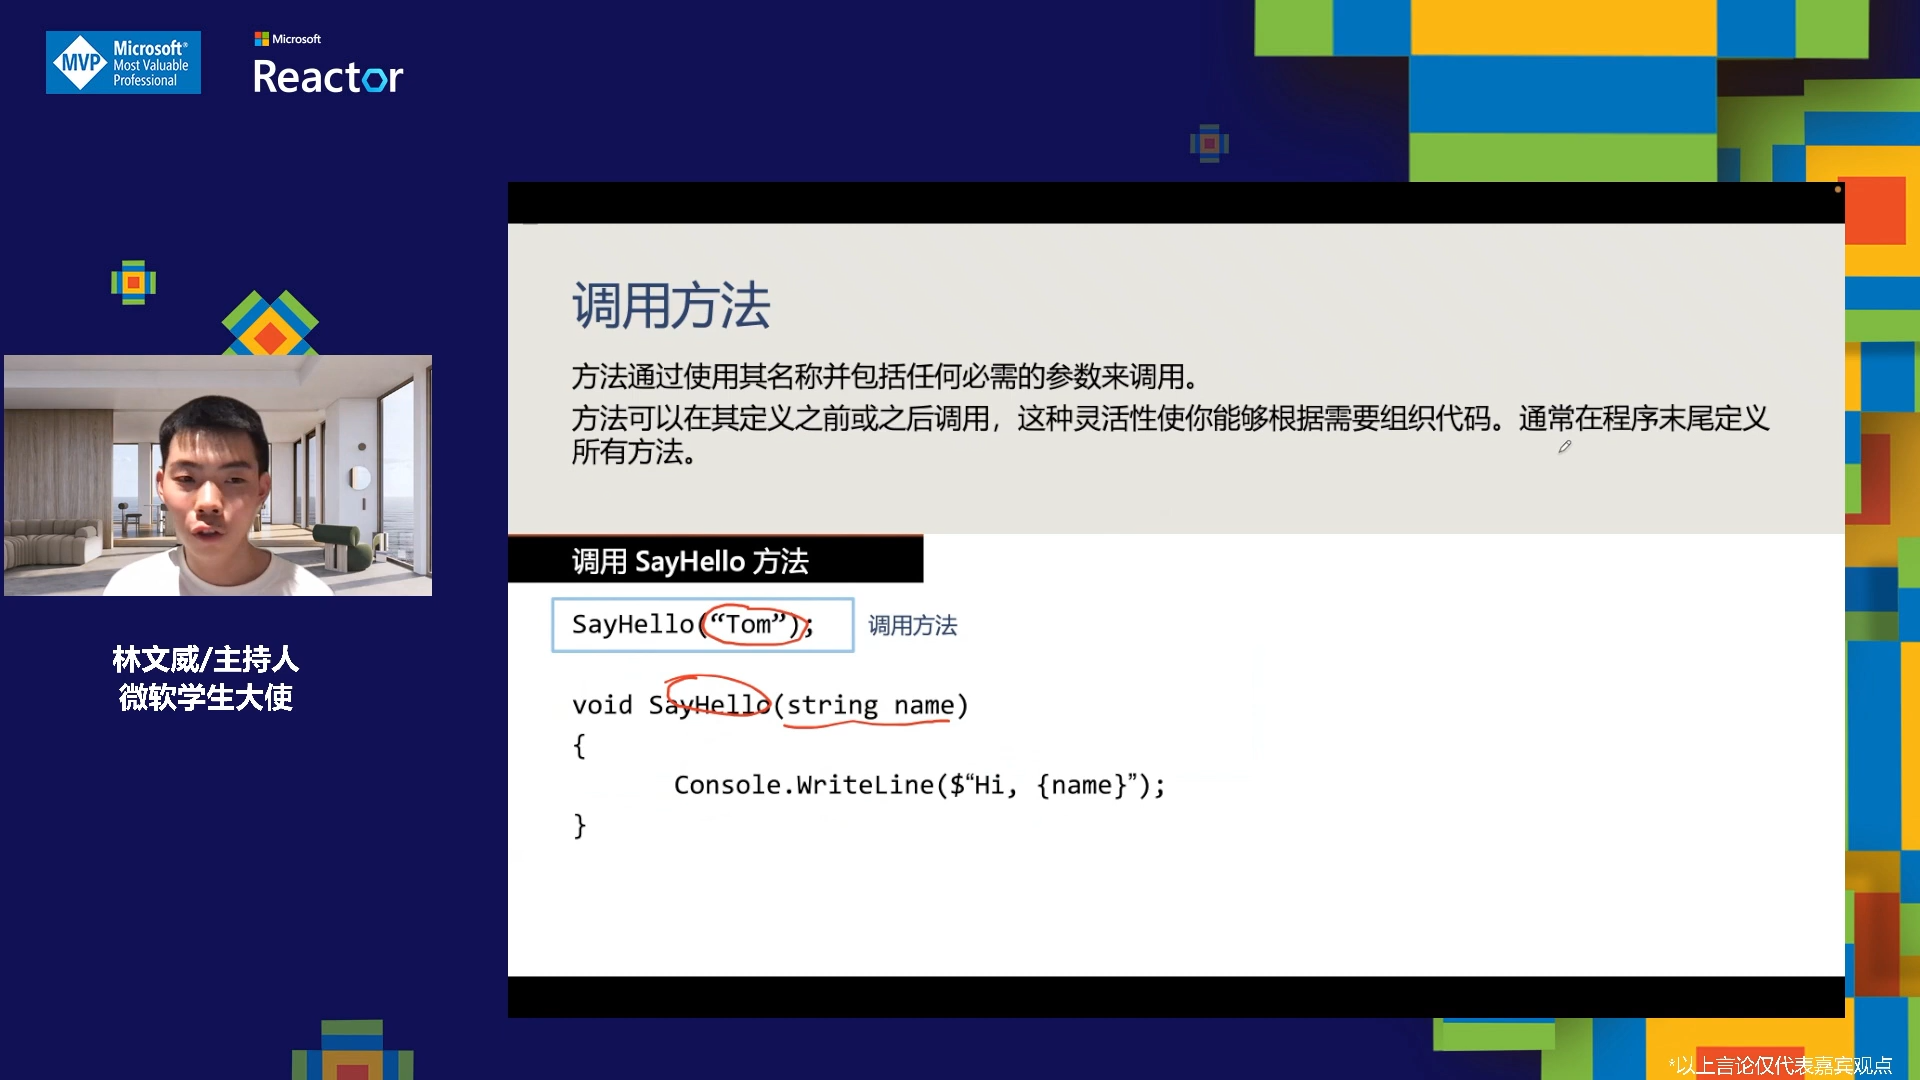 MVP
Microsoft®
Most Valuable
Professional
Microsoft
Reactor
调用方法
方法通过使用其名称并包括任何必需的参数来调用。
方法可以在其定义之前或之后调用，这种灵活性使你能够根据需要组织代码。通常在程序末尾定义
所有方法。
调用 SayHello 方法
SayHello(“Tom”); 调用方法
void SayHello(string name)
{
Console.WriteLine($“Hi, {name}”);
}
林文威/主持人
微软学生大使
*以上言论仅代表嘉宾观点